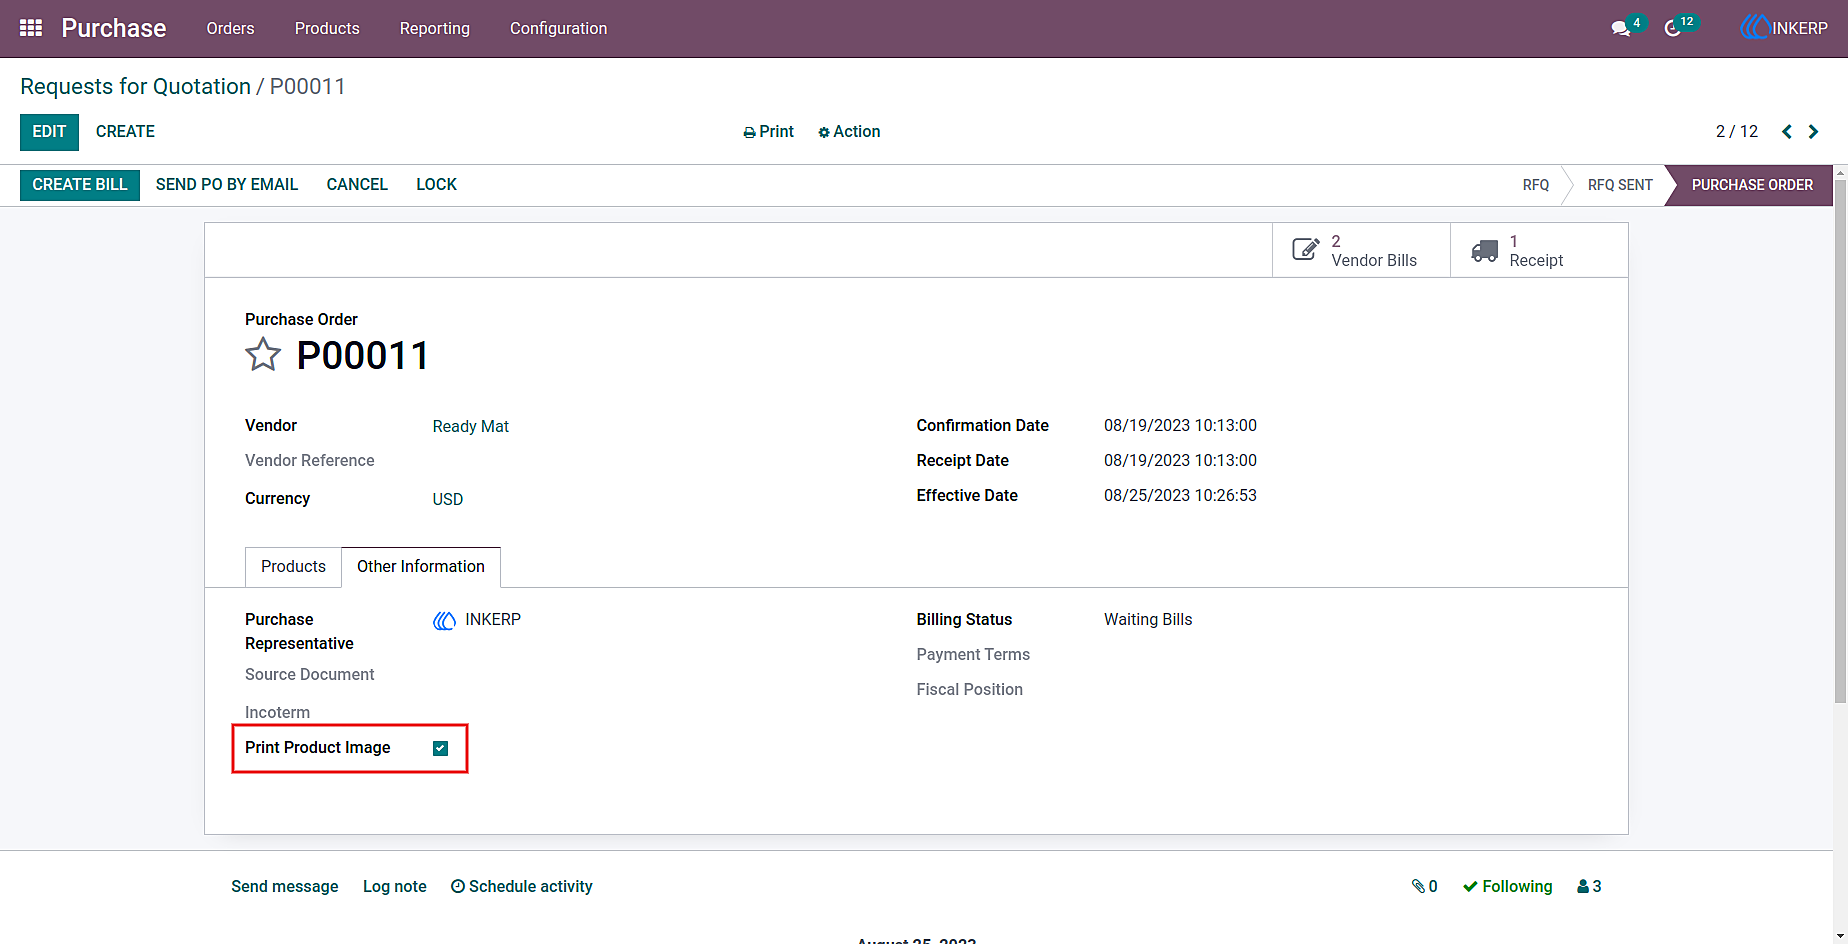 Purchase Orders Products Reporting Configuration 4 12 INKERP
Requests for Quotation / P00011
EDIT CREATE Print Action 2 / 12
CREATE BILL SEND PO BY EMAIL CANCEL LOCK RFQ RFQ SENT PURCHASE ORDER
2 Vendor Bills
1 Receipt
Purchase Order
P00011
Vendor Ready Mat
Vendor Reference
Currency USD
Confirmation Date 08/19/2023 10:13:00
Receipt Date 08/19/2023 10:13:00
Effective Date 08/25/2023 10:26:53
Products Other Information
Purchase Representative INKERP
Source Document
Incoterm
Print Product Image
Billing Status Waiting Bills
Payment Terms
Fiscal Position
Send message Log note Schedule activity 0 Following 3
August 25, 2023